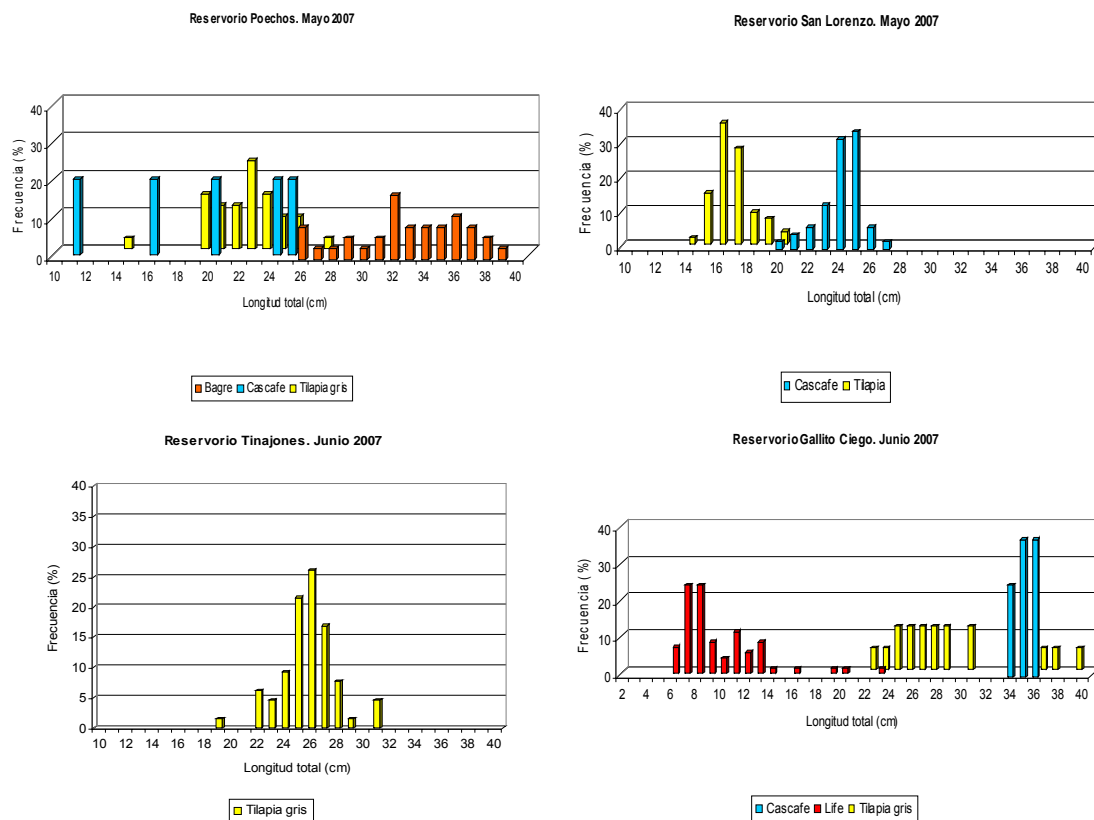 Reservorio Poechos. Mayo 2007
Frecuencia (%)
40
30
20
10
0
10 12 14 16 18 20 22 24 26 28 30 32 34 36 38 40
Longitud total (cm)
Bagre Cascafe Tilapia gris
Reservorio San Lorenzo. Mayo 2007
Frecuencia (%)
40
30
20
10
0
10 12 14 16 18 20 22 24 26 28 30 32 34 36 38 40
Longitud total (cm)
Cascafe Tilapia
Reservorio Tinajones. Junio 2007
Frecuencia (%)
40
35
30
25
20
15
10
5
0
10 12 14 16 18 20 22 24 26 28 30 32 34 36 38 40
Longitud total (cm)
Tilapia gris
Reservorio Gallito Ciego. Junio 2007
Frecuencia (%)
40
30
20
10
0
2 4 6 8 10 12 14 16 18 20 22 24 26 28 30 32 34 36 38 40
Longitud total (cm)
Cascafe Life Tilapia gris